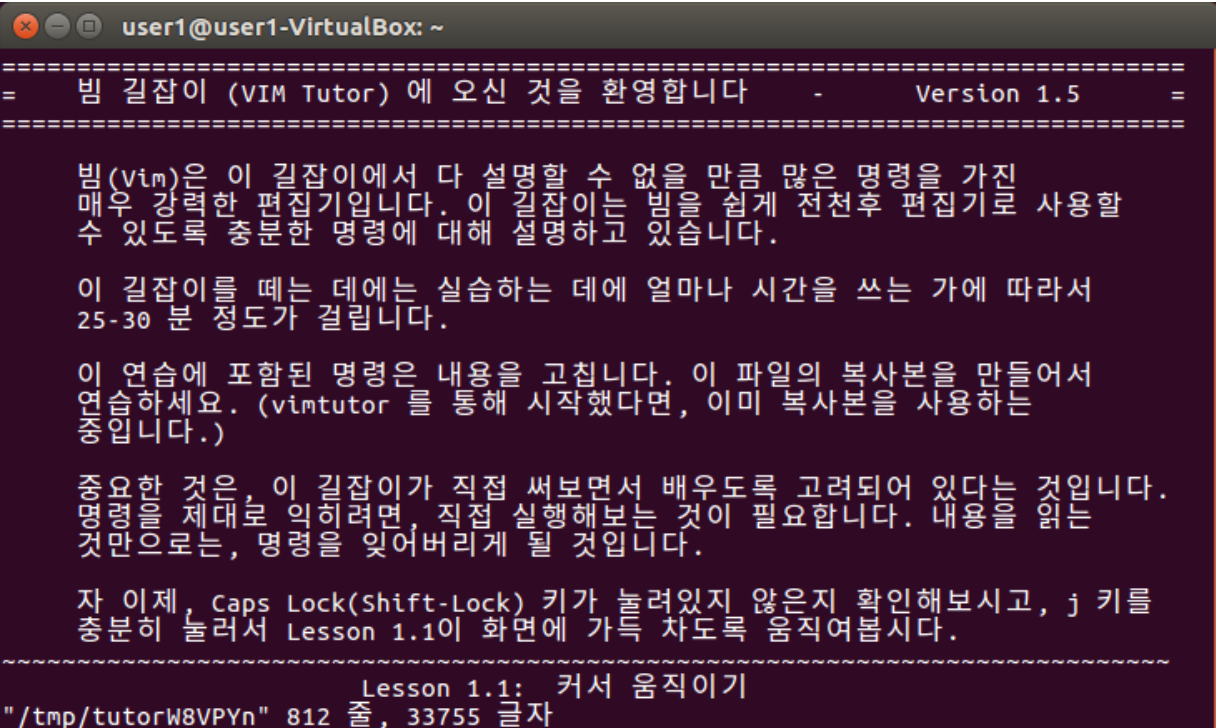 user1@user1-VirtualBox: ~
===============================================================================
=    빔 길잡이 (VIM Tutor) 에 오신 것을 환영합니다    -      Version 1.5      =
===============================================================================
빔(Vim)은 이 길잡이에서 다 설명할 수 없을 만큼 많은 명령을 가진
매우 강력한 편집기입니다. 이 길잡이는 빔을 쉽게 전천후 편집기로 사용할
수 있도록 충분한 명령에 대해 설명하고 있습니다.
이 길잡이를 떼는 데에는 실습하는 데에 얼마나 시간을 쓰는 가에 따라서
25-30 분 정도가 걸립니다.
이 연습에 포함된 명령은 내용을 고칩니다. 이 파일의 복사본을 만들어서
연습하세요. (vimtutor 를 통해 시작했다면, 이미 복사본을 사용하는
중입니다.)
중요한 것은, 이 길잡이가 직접 써보면서 배우도록 고려되어 있다는 것입니다.
명령을 제대로 익히려면, 직접 실행해보는 것이 필요합니다. 내용을 읽는
것만으로는, 명령을 잊어버리게 될 것입니다.
자 이제, Caps Lock(Shift-Lock) 키가 눌려있지 않은지 확인해보시고, j 키를
충분히 눌러서 Lesson 1.1이 화면에 가득 차도록 움직여봅시다.
~~~~~~~~~~~~~~~~~~~~~~~~~~~~~~~~~~~~~~~~~~~~~~~~~~~~~~~~~~~~~~~~~~~~~~~~~~~~~~
Lesson 1.1:  커서 움직이기
"/tmp/tutorW8VPYn" 812 줄, 33755 글자